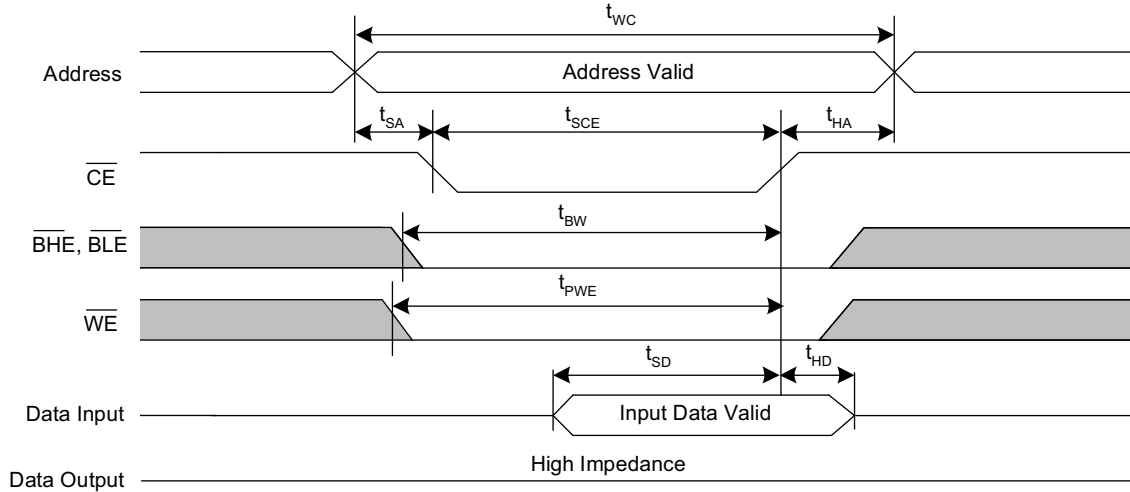 tWC
Address
Address Valid
tSA
tSCE
tHA
CE
tBW
BHE, BLE
tPWE
WE
tSD
tHD
Data Input
Input Data Valid
High Impedance
Data Output